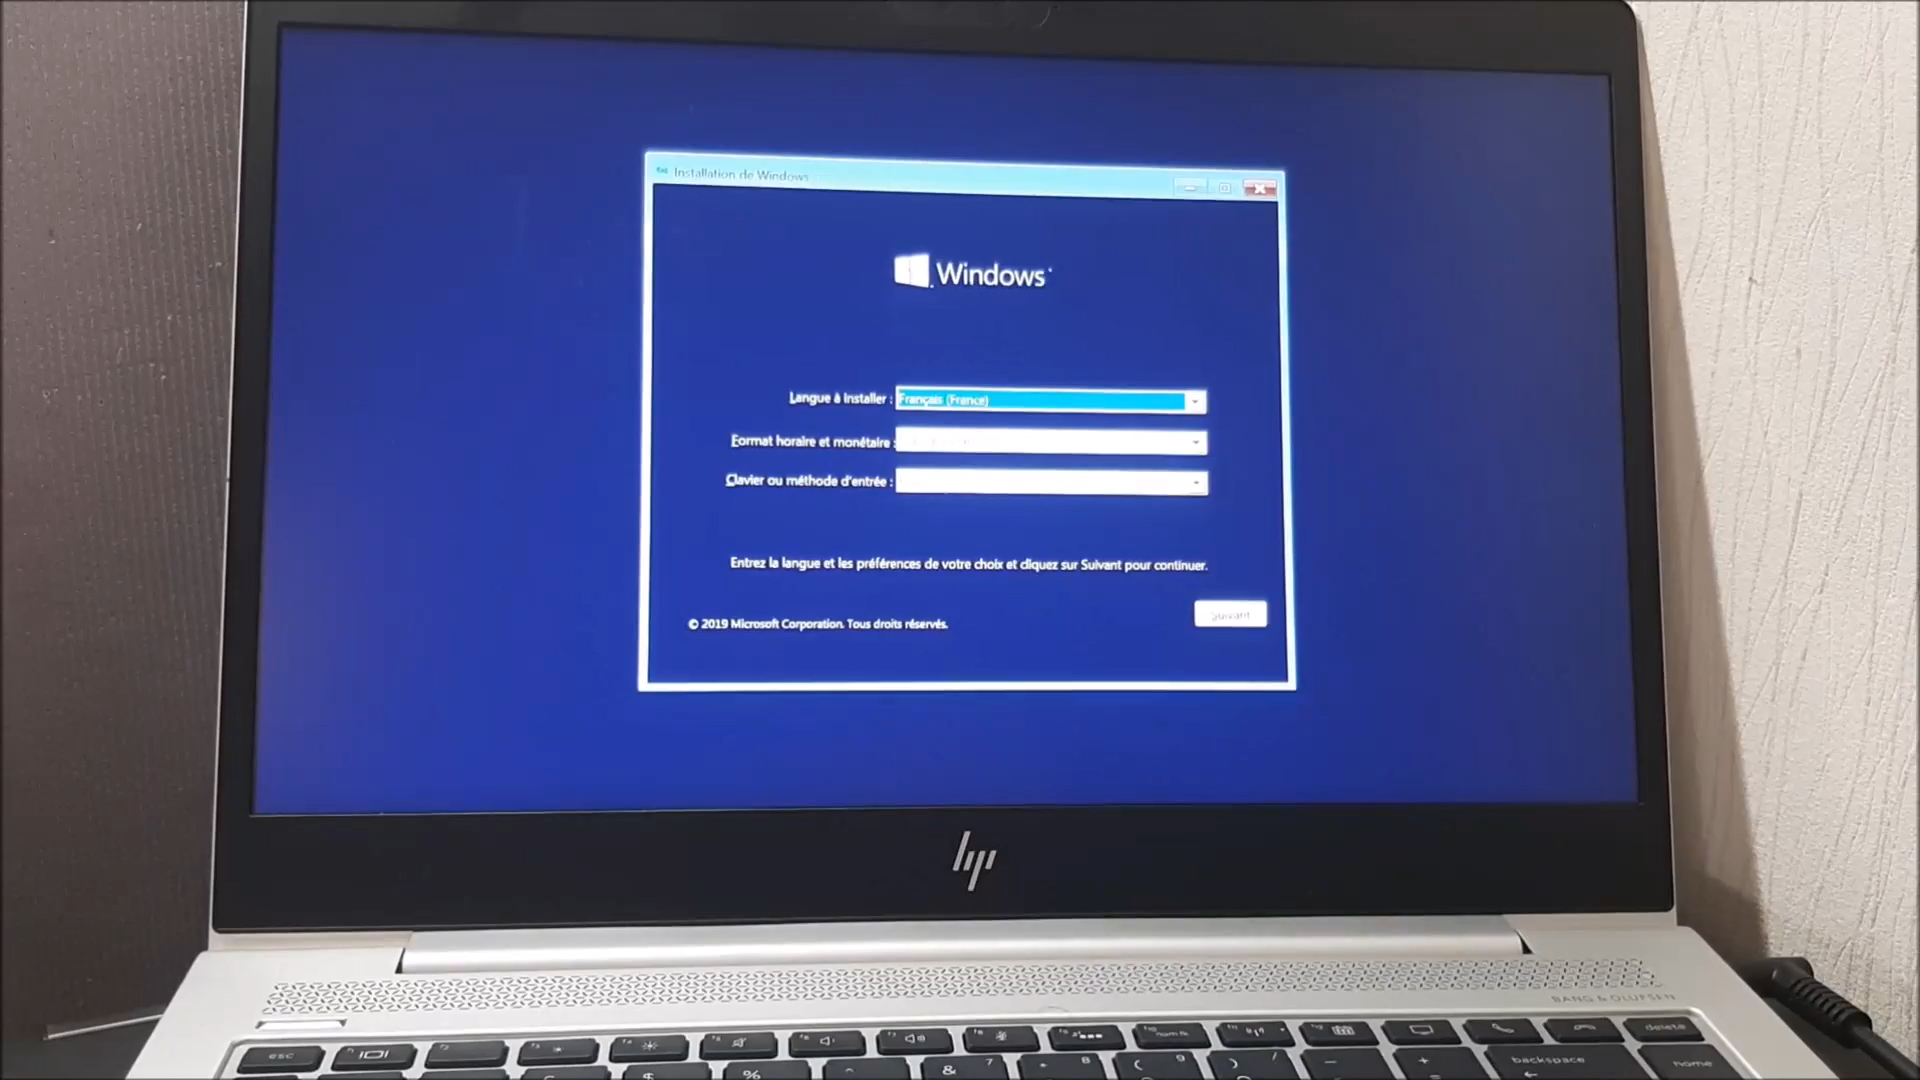 Installation de Windows
Windows
Langue à installer : Français (France)
Format horaire et monétaire :
Clavier ou méthode d'entrée :
Entrez la langue et les préférences de votre choix et cliquez sur Suivant pour continuer.
Suivant
© 2019 Microsoft Corporation. Tous droits réservés.
hp
BANG & OLUFSEN
esc
delete
backspace
home